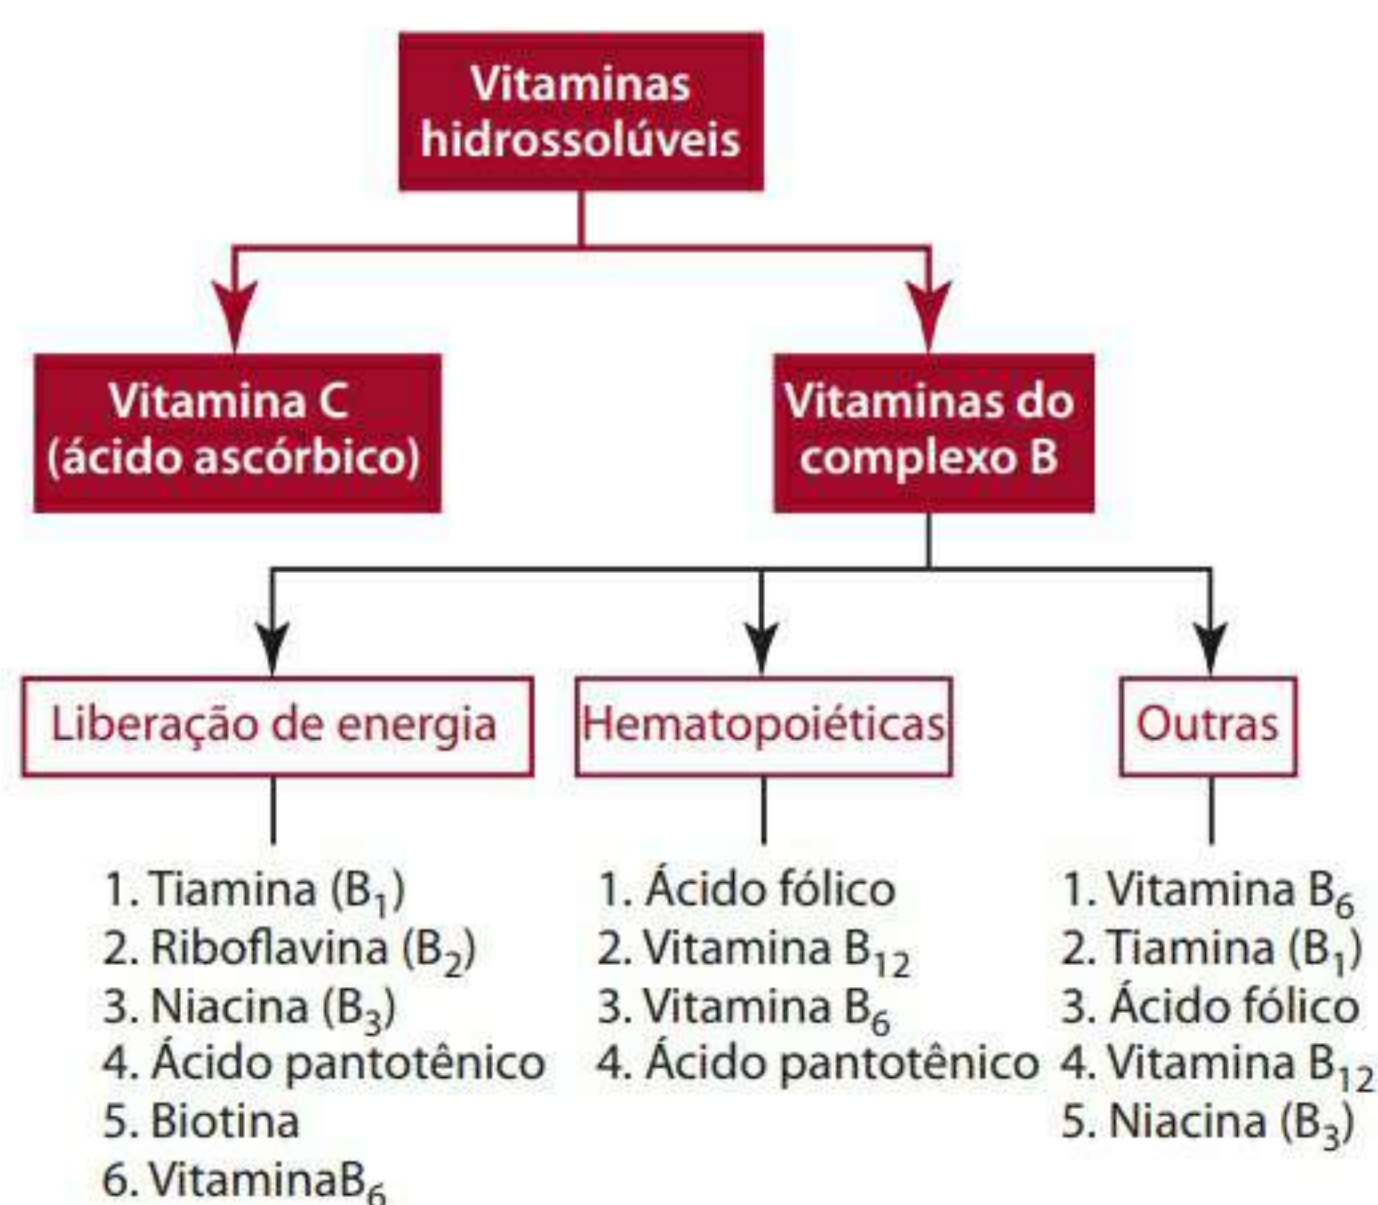 Vitaminas
hidrossolúveis
Vitamina C
(ácido ascórbico)
Vitaminas do
complexo B
Liberação de energia
Hematopoiéticas
Outras
1. Tiamina (B₁)
2. Riboflavina (B₂)
3. Niacina (B₃)
4. Ácido pantotênico
5. Biotina
6. VitaminaB₆
1. Ácido fólico
2. Vitamina B₁₂
3. Vitamina B₆
4. Ácido pantotênico
1. Vitamina B₆
2. Tiamina (B₁)
3. Ácido fólico
4. Vitamina B₁₂
5. Niacina (B₃)